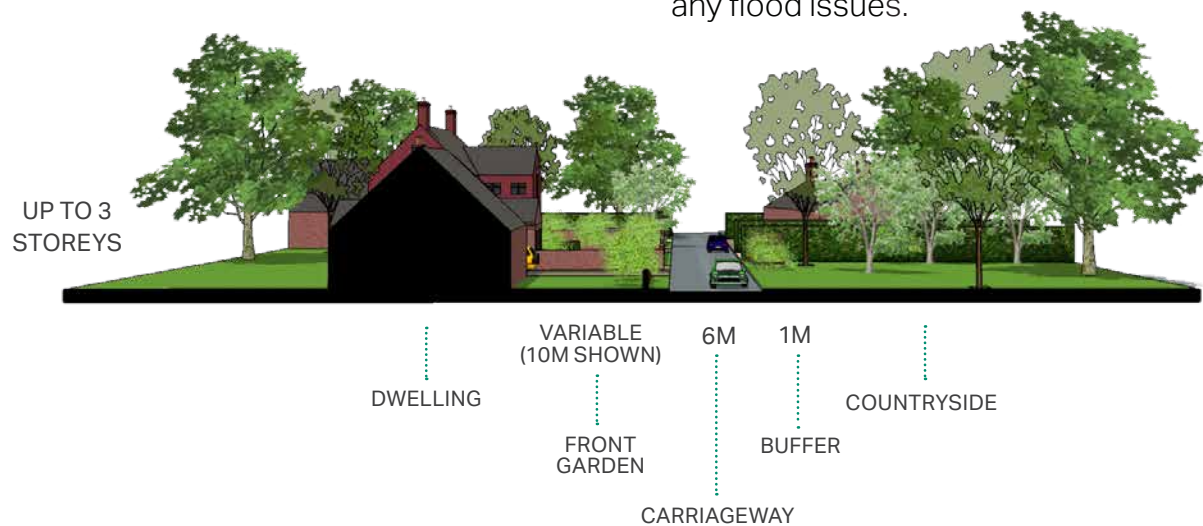 any flood issues.
UP TO 3
STOREYS
VARIABLE
(10M SHOWN)
6M
1M
DWELLING
COUNTRYSIDE
FRONT
GARDEN
BUFFER
CARRIAGEWAY